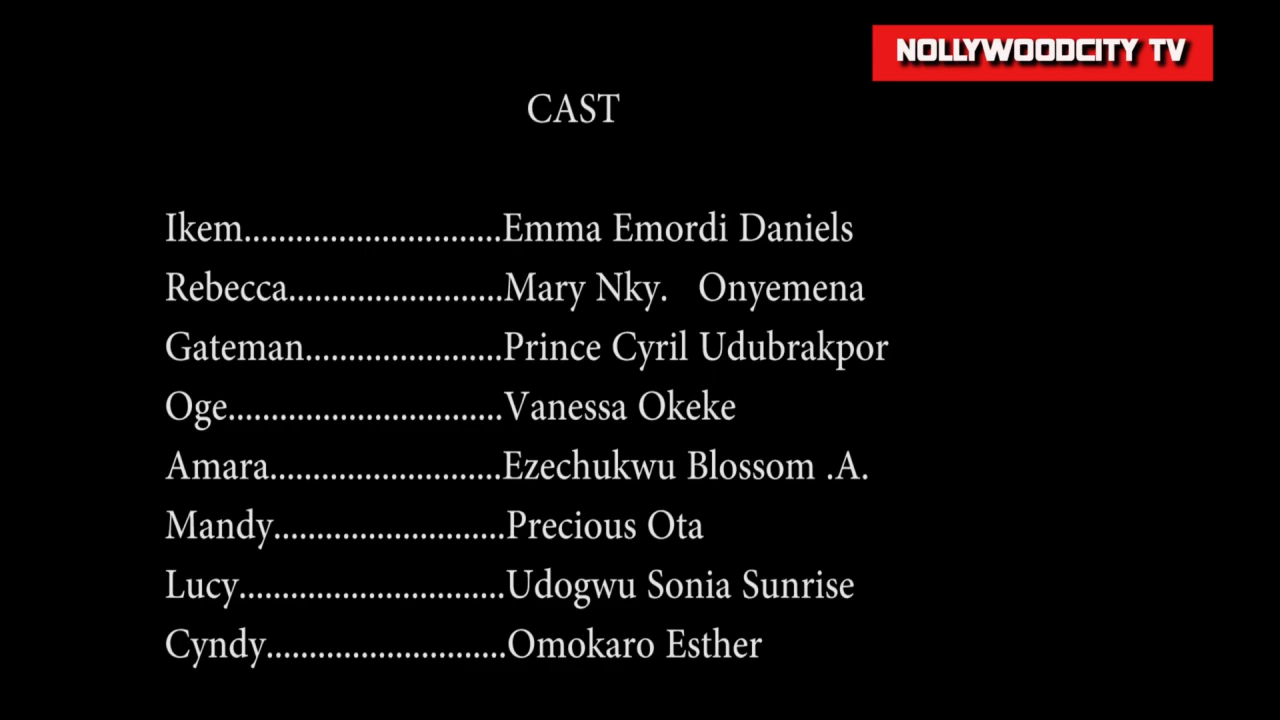 NOLLYWOODCITY TV
CAST
Ikem.............................Emma Emordi Daniels
Rebecca........................Mary Nky.   Onyemena
Gateman......................Prince Cyril Udubrakpor
Oge...............................Vanessa Okeke
Amara..........................Ezechukwu Blossom .A.
Mandy..........................Precious Ota
Lucy..............................Udogwu Sonia Sunrise
Cyndy...........................Omokaro Esther